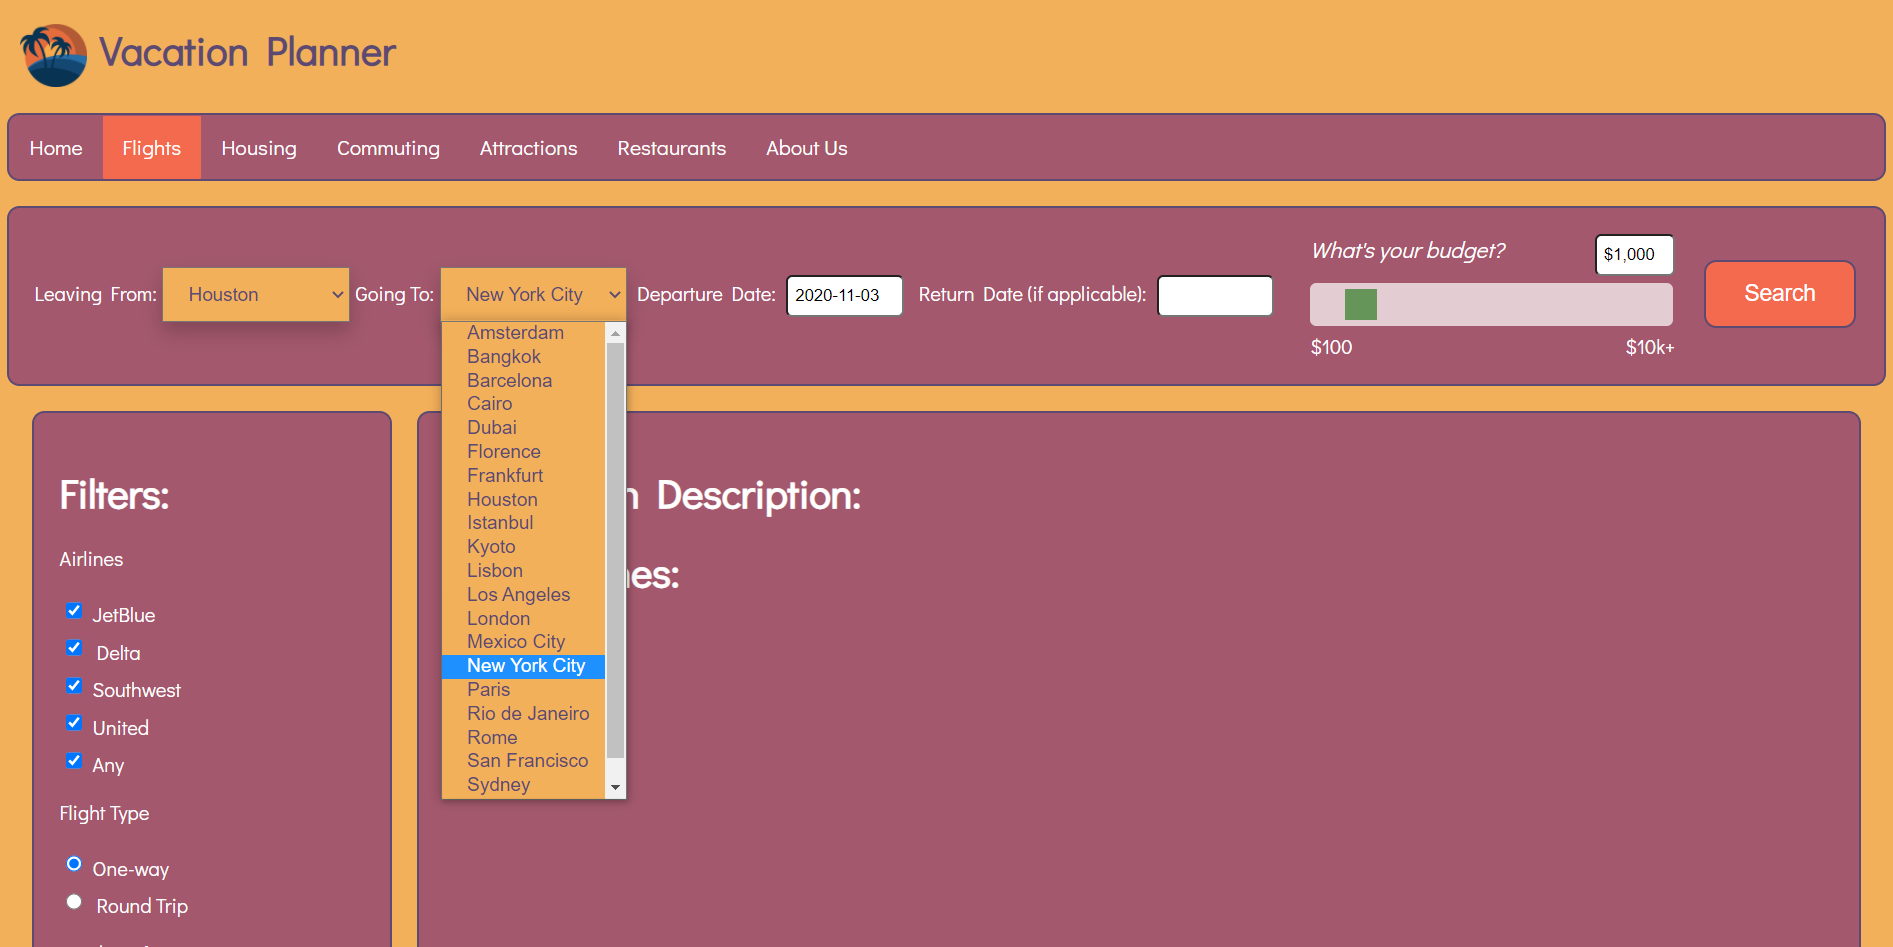 Vacation Planner
Home Flights Housing Commuting Attractions Restaurants About Us
What's your budget? $1,000
Leaving From: Houston Going To: New York City Departure Date: 2020-11-03 Return Date (if applicable): Search
$100 $10k+
Amsterdam
Bangkok
Barcelona
Cairo
Dubai
Florence
Frankfurt
Houston
Istanbul
Kyoto
Lisbon
Los Angeles
London
Mexico City
New York City
Paris
Rio de Janeiro
Rome
San Francisco
Sydney
Filters:
Airlines
JetBlue
Delta
Southwest
United
Any
Flight Type
One-way
Round Trip
Description: